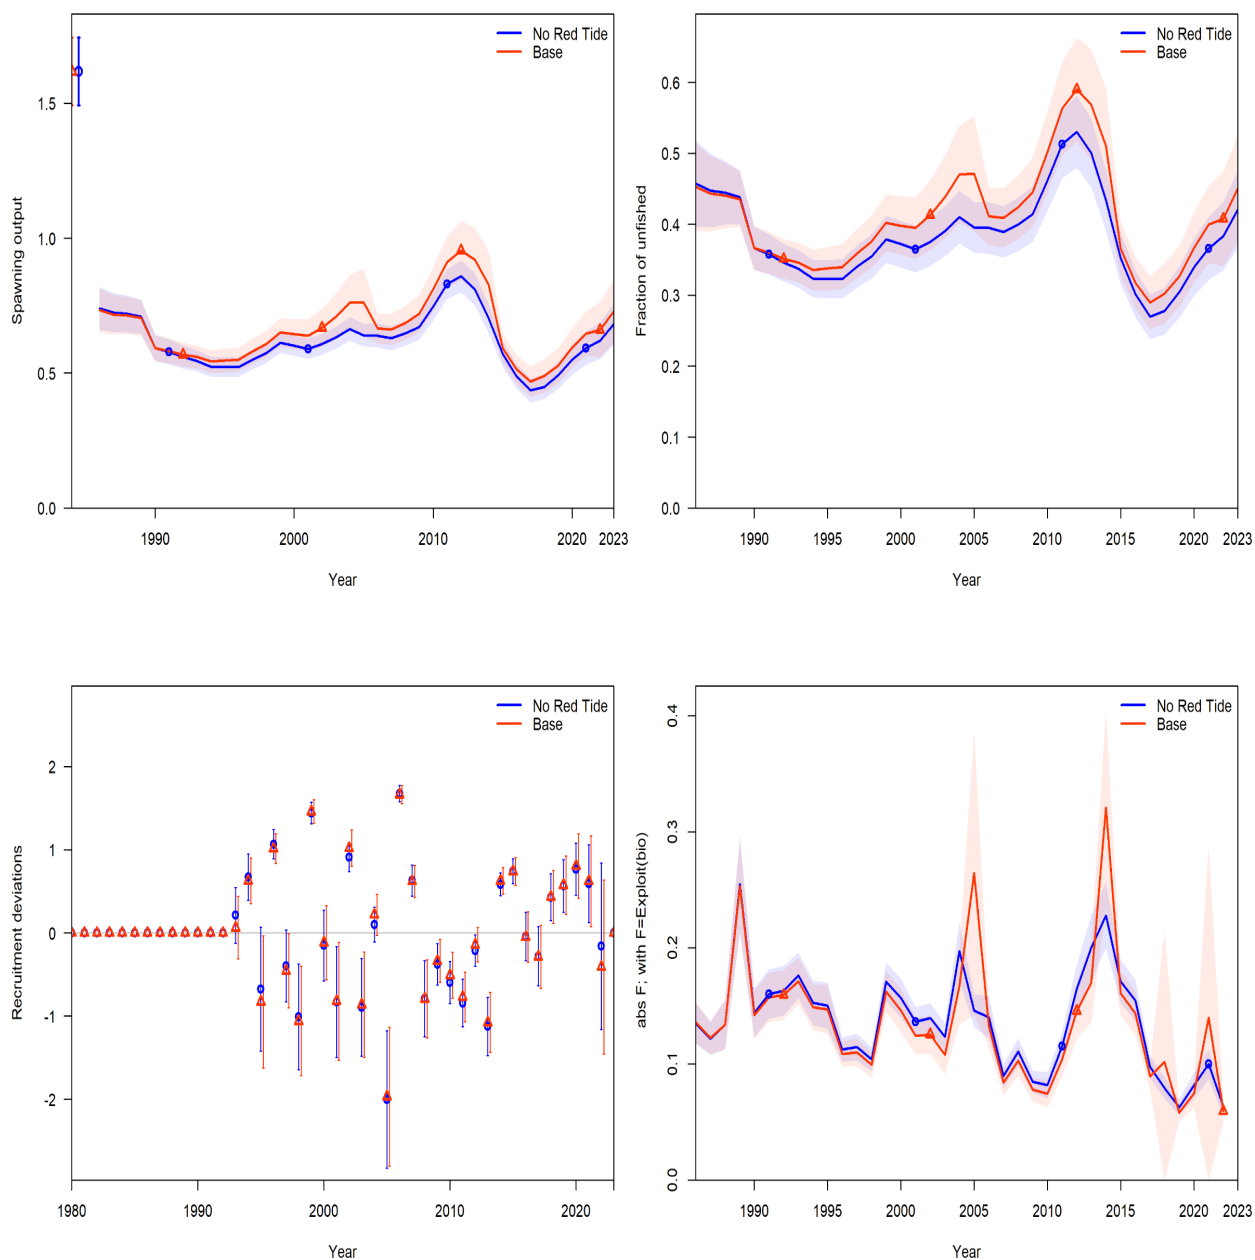 No Red Tide
Base
Spawning output
1.5
1.0
0.5
0.0
1990
2000
2010
2020
2023
Year
No Red Tide
Base
Fraction of unfished
0.6
0.5
0.4
0.3
0.2
0.1
0.0
1990
1995
2000
2005
2010
2015
2020
2023
Year
No Red Tide
Base
Recruitment deviations
2
1
0
-1
-2
1980
1990
2000
2010
2020
Year
No Red Tide
Base
abs F; with F=Exploit(bio)
0.4
0.3
0.2
0.1
0.0
1990
1995
2000
2005
2010
2015
2020
2023
Year